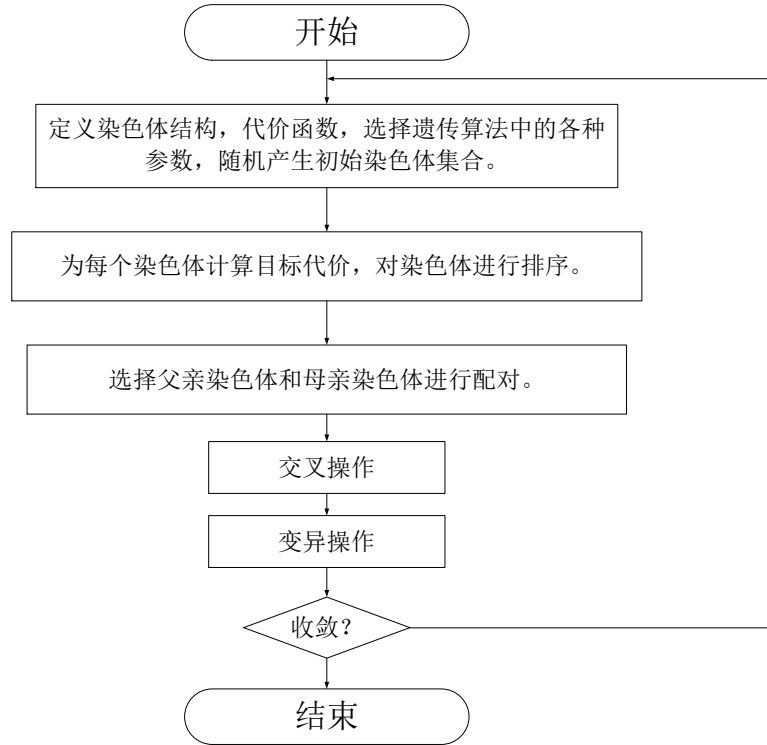 开始
定义染色体结构，代价函数，选择遗传算法中的各种
参数，随机产生初始染色体集合。
为每个染色体计算目标代价，对染色体进行排序。
选择父亲染色体和母亲染色体进行配对。
交叉操作
变异操作
收敛？
结束